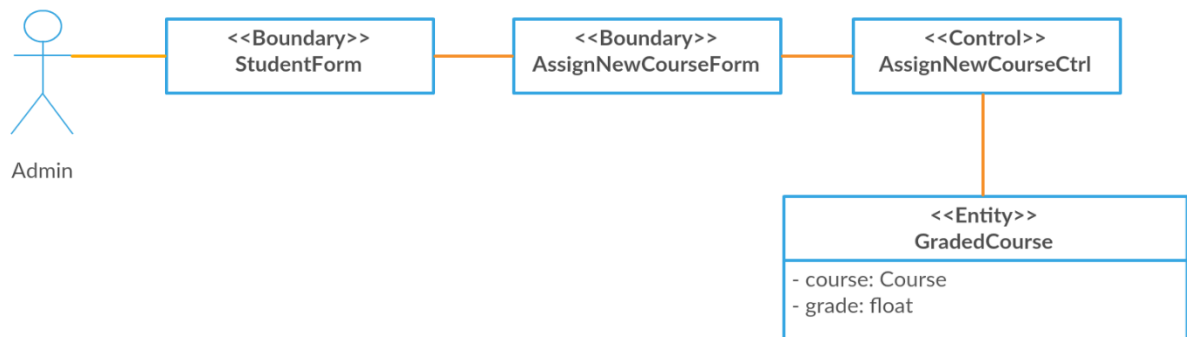 <<Boundary>>
StudentForm
<<Boundary>>
AssignNewCourseForm
<<Control>>
AssignNewCourseCtrl
Admin
<<Entity>>
GradedCourse
- course: Course
- grade: float